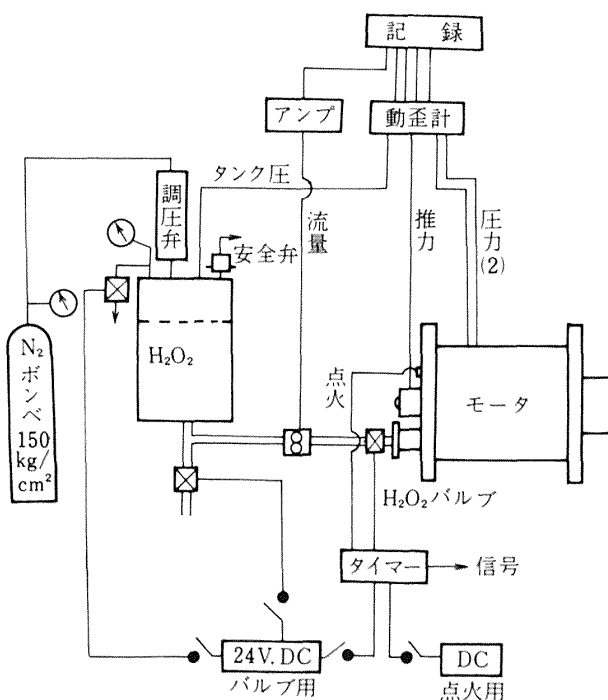 記 録
アンプ
動歪計
タンク圧
調圧弁
安全弁
流量
推力
圧力(2)
N₂ボンベ 150 kg/cm²
H₂O₂
点火
モータ
H₂O₂バルブ
タイマー
信号
24V.DC
バルブ用
DC
点火用